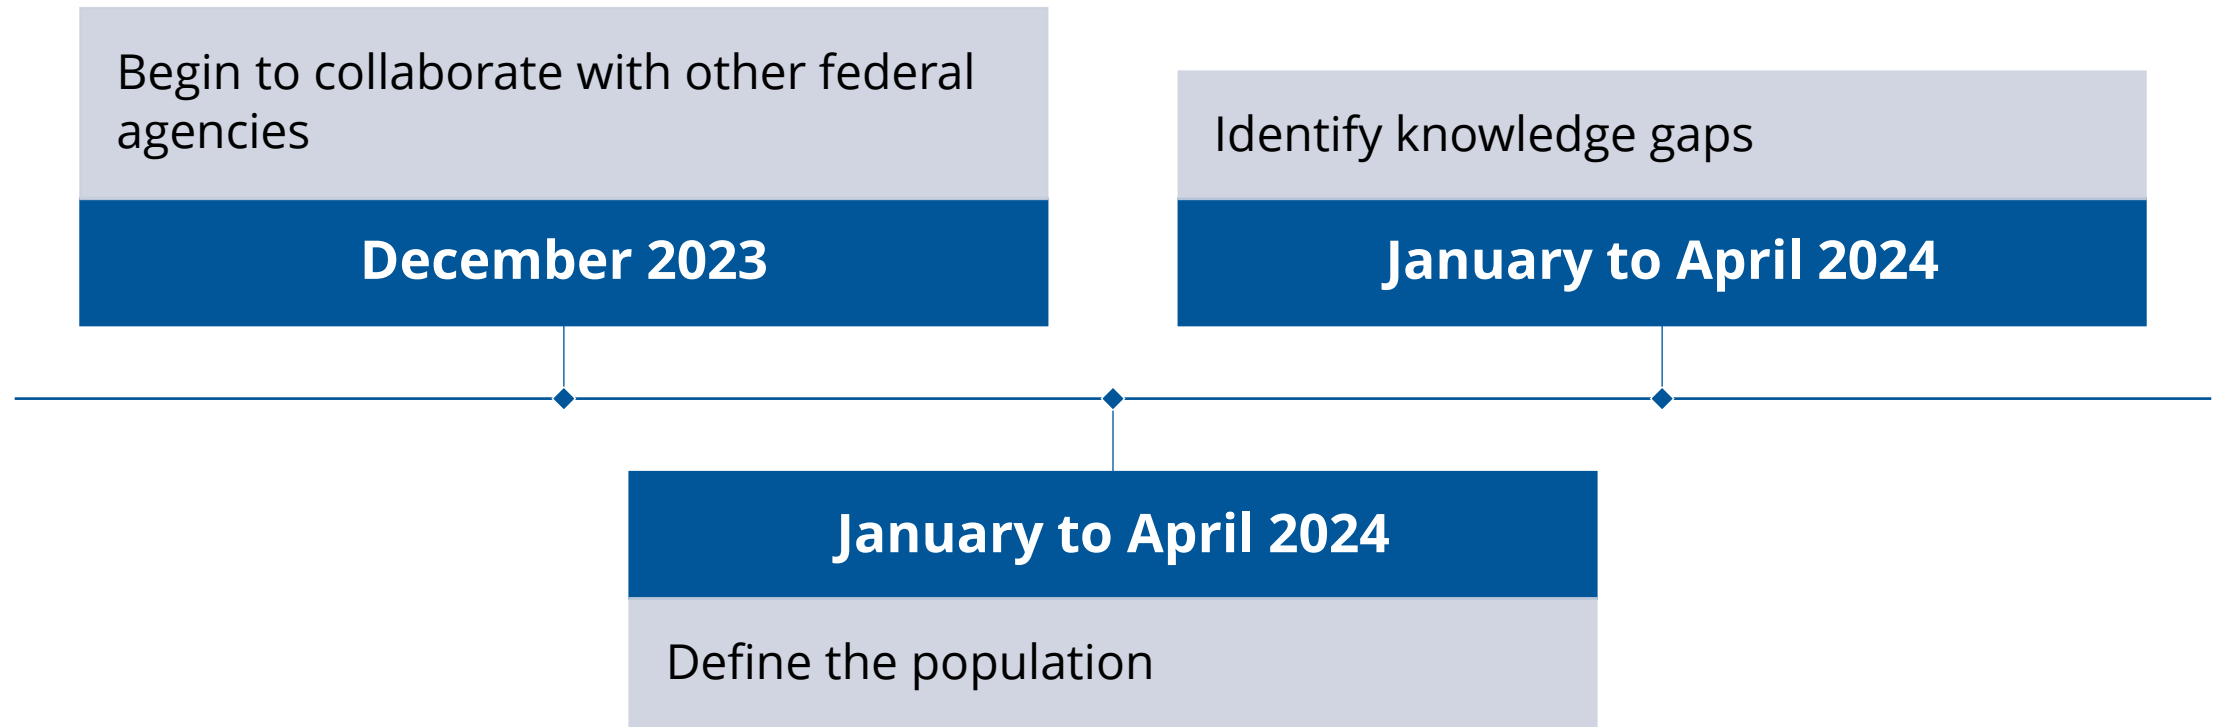 Begin to collaborate with other federal
agencies
December 2023
January to April 2024
Define the population
Identify knowledge gaps
January to April 2024